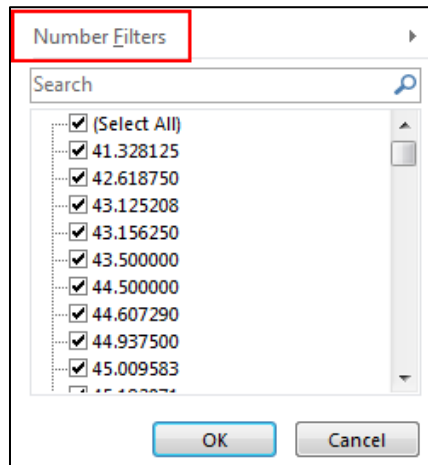 Number Filters
Search
(Select All)
41.328125
42.618750
43.125208
43.156250
43.500000
44.500000
44.607290
44.937500
45.009583
OK Cancel